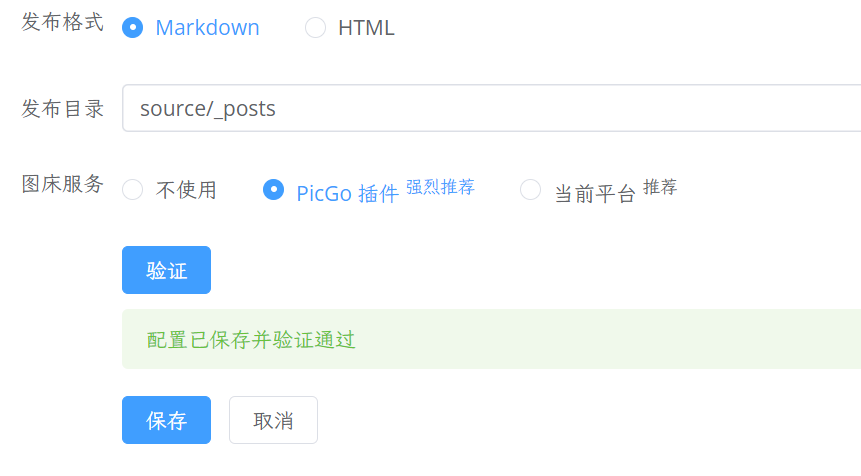 发布格式 Markdown HTML
发布目录 source/_posts
图床服务 不使用 PicGo 插件 强烈推荐 当前平台 推荐
验证
配置已保存并验证通过
保存 取消